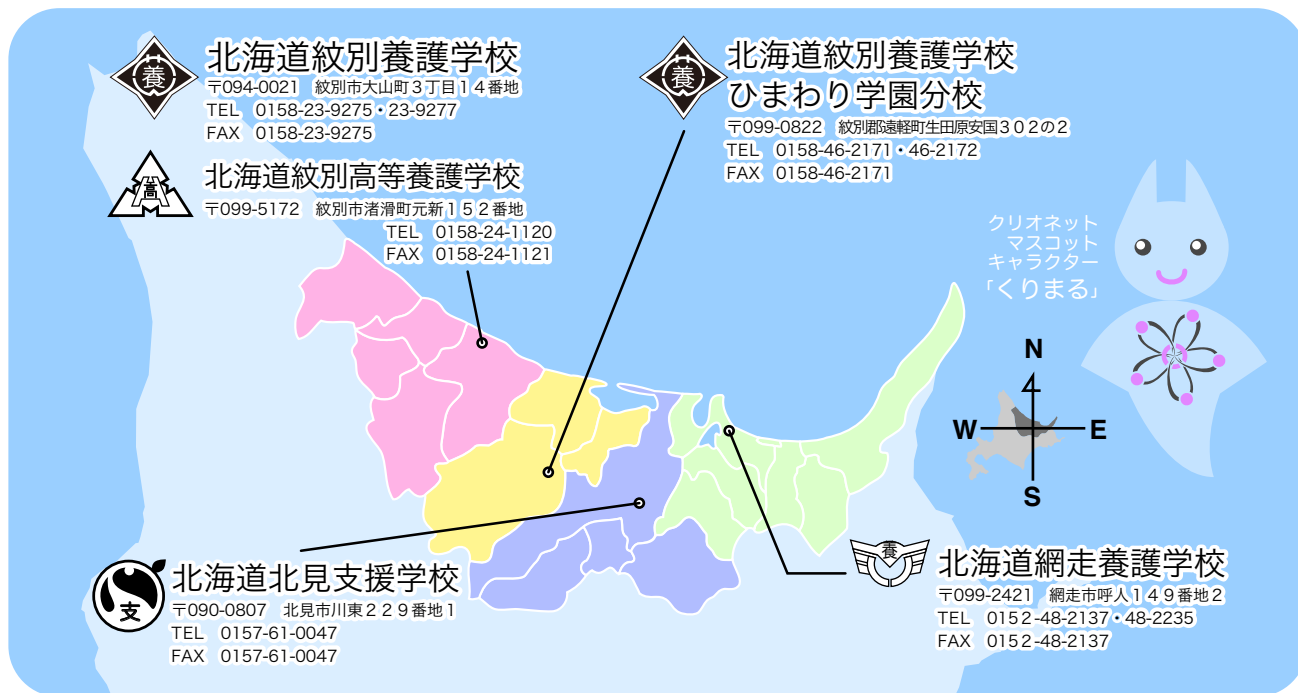 養
北海道紋別養護学校
〒094-0021 紋別市大山町3丁目14番地
TEL 0158-23-9275・23-9277
FAX 0158-23-9275
高
北海道紋別高等養護学校
〒099-5172 紋別市渚滑町元新152番地
TEL 0158-24-1120
FAX 0158-24-1121
養
北海道紋別養護学校
ひまわり学園分校
〒099-0822 紋別郡遠軽町生田原安国302の2
TEL 0158-46-2171・46-2172
FAX 0158-46-2171
クリオネット
マスコット
キャラクター
「くりまる」
N
W E
S
支
北海道北見支援学校
〒090-0807 北見市川東229番地1
TEL 0157-61-0047
FAX 0157-61-0047
養
北海道網走養護学校
〒099-2421 網走市呼人149番地2
TEL 0152-48-2137・48-2235
FAX 0152-48-2137